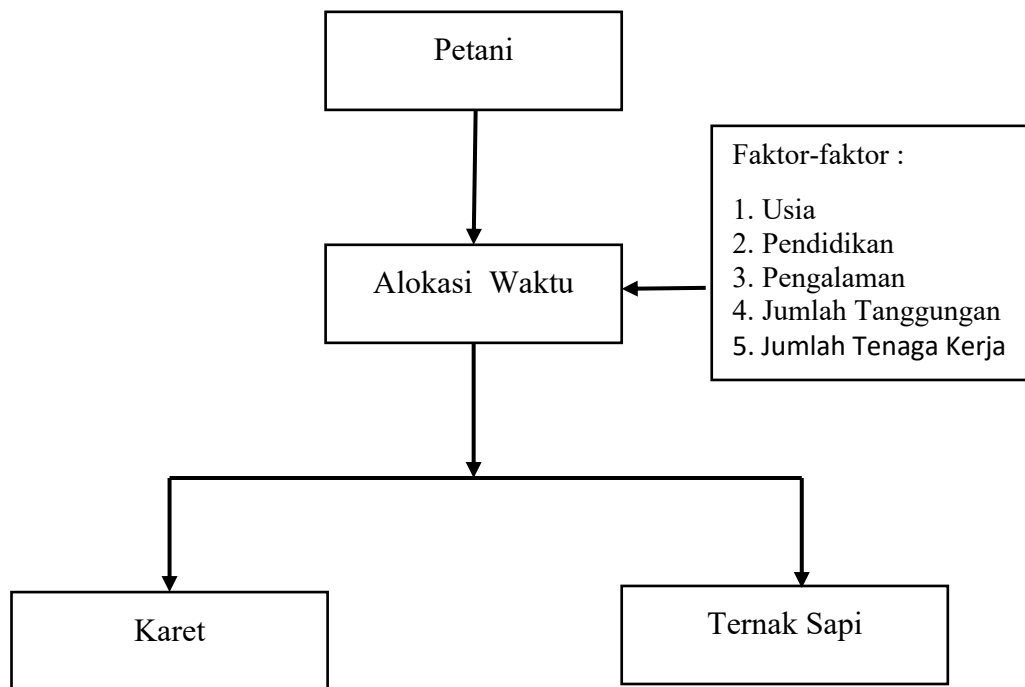 Petani
Faktor-faktor :
1. Usia
2. Pendidikan
3. Pengalaman
4. Jumlah Tanggungan
5. Jumlah Tenaga Kerja
Alokasi Waktu
Karet
Ternak Sapi